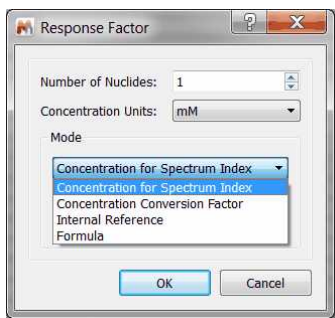 Response Factor
Number of Nuclides: 1
Concentration Units: mM
Mode
Concentration for Spectrum Index
Concentration for Spectrum Index
Concentration Conversion Factor
Internal Reference
Formula
OK Cancel